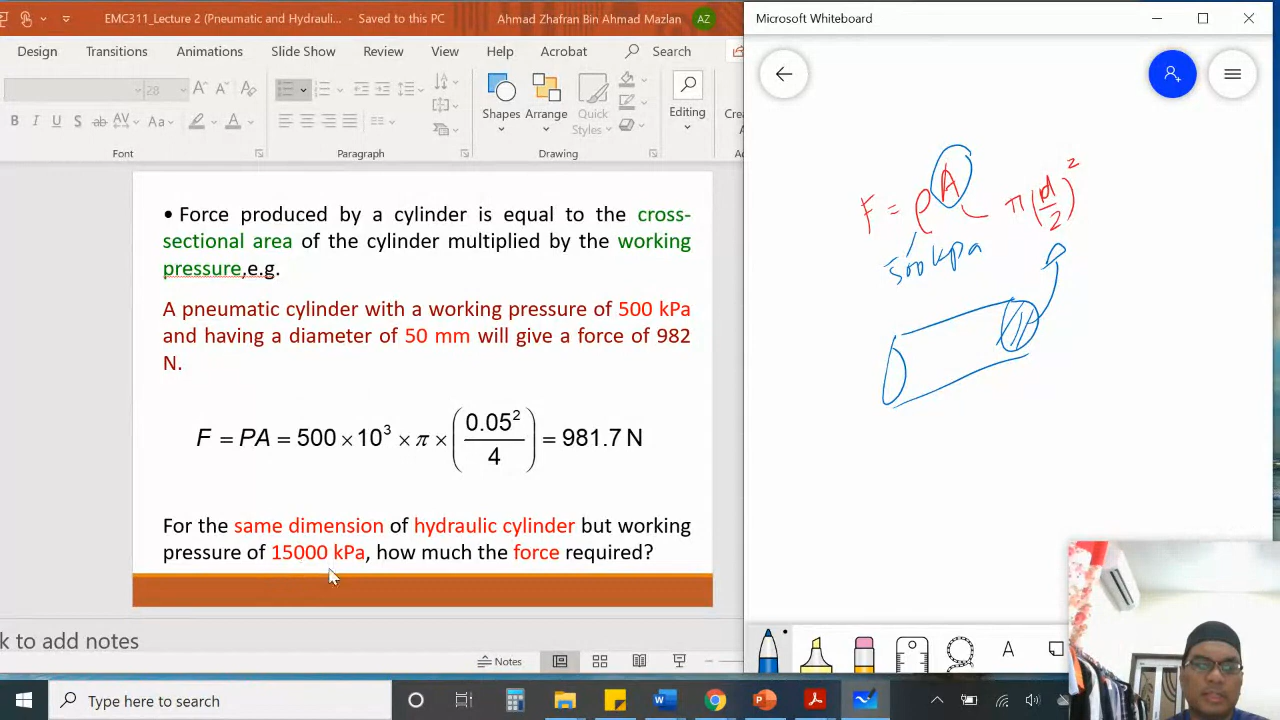 EMC311_Lecture 2 (Pneumatic and Hydrauli... - Saved to this PC
Ahmad Zhafran Bin Ahmad Mazlan AZ
Microsoft Whiteboard
Design Transitions Animations Slide Show Review View Help Acrobat Search
28
Shapes Arrange Quick Styles Editing
Font Paragraph Drawing
• Force produced by a cylinder is equal to the cross-
sectional area of the cylinder multiplied by the working
pressure,e.g.
A pneumatic cylinder with a working pressure of 500 kPa
and having a diameter of 50 mm will give a force of 982
N.
F = PA = 500 × 10³ × π × (0.05²/4) = 981.7 N
For the same dimension of hydraulic cylinder but working
pressure of 15000 kPa, how much the force required?
k to add notes
Notes
F = PA π(d/2)²
500 kPa
Type here to search